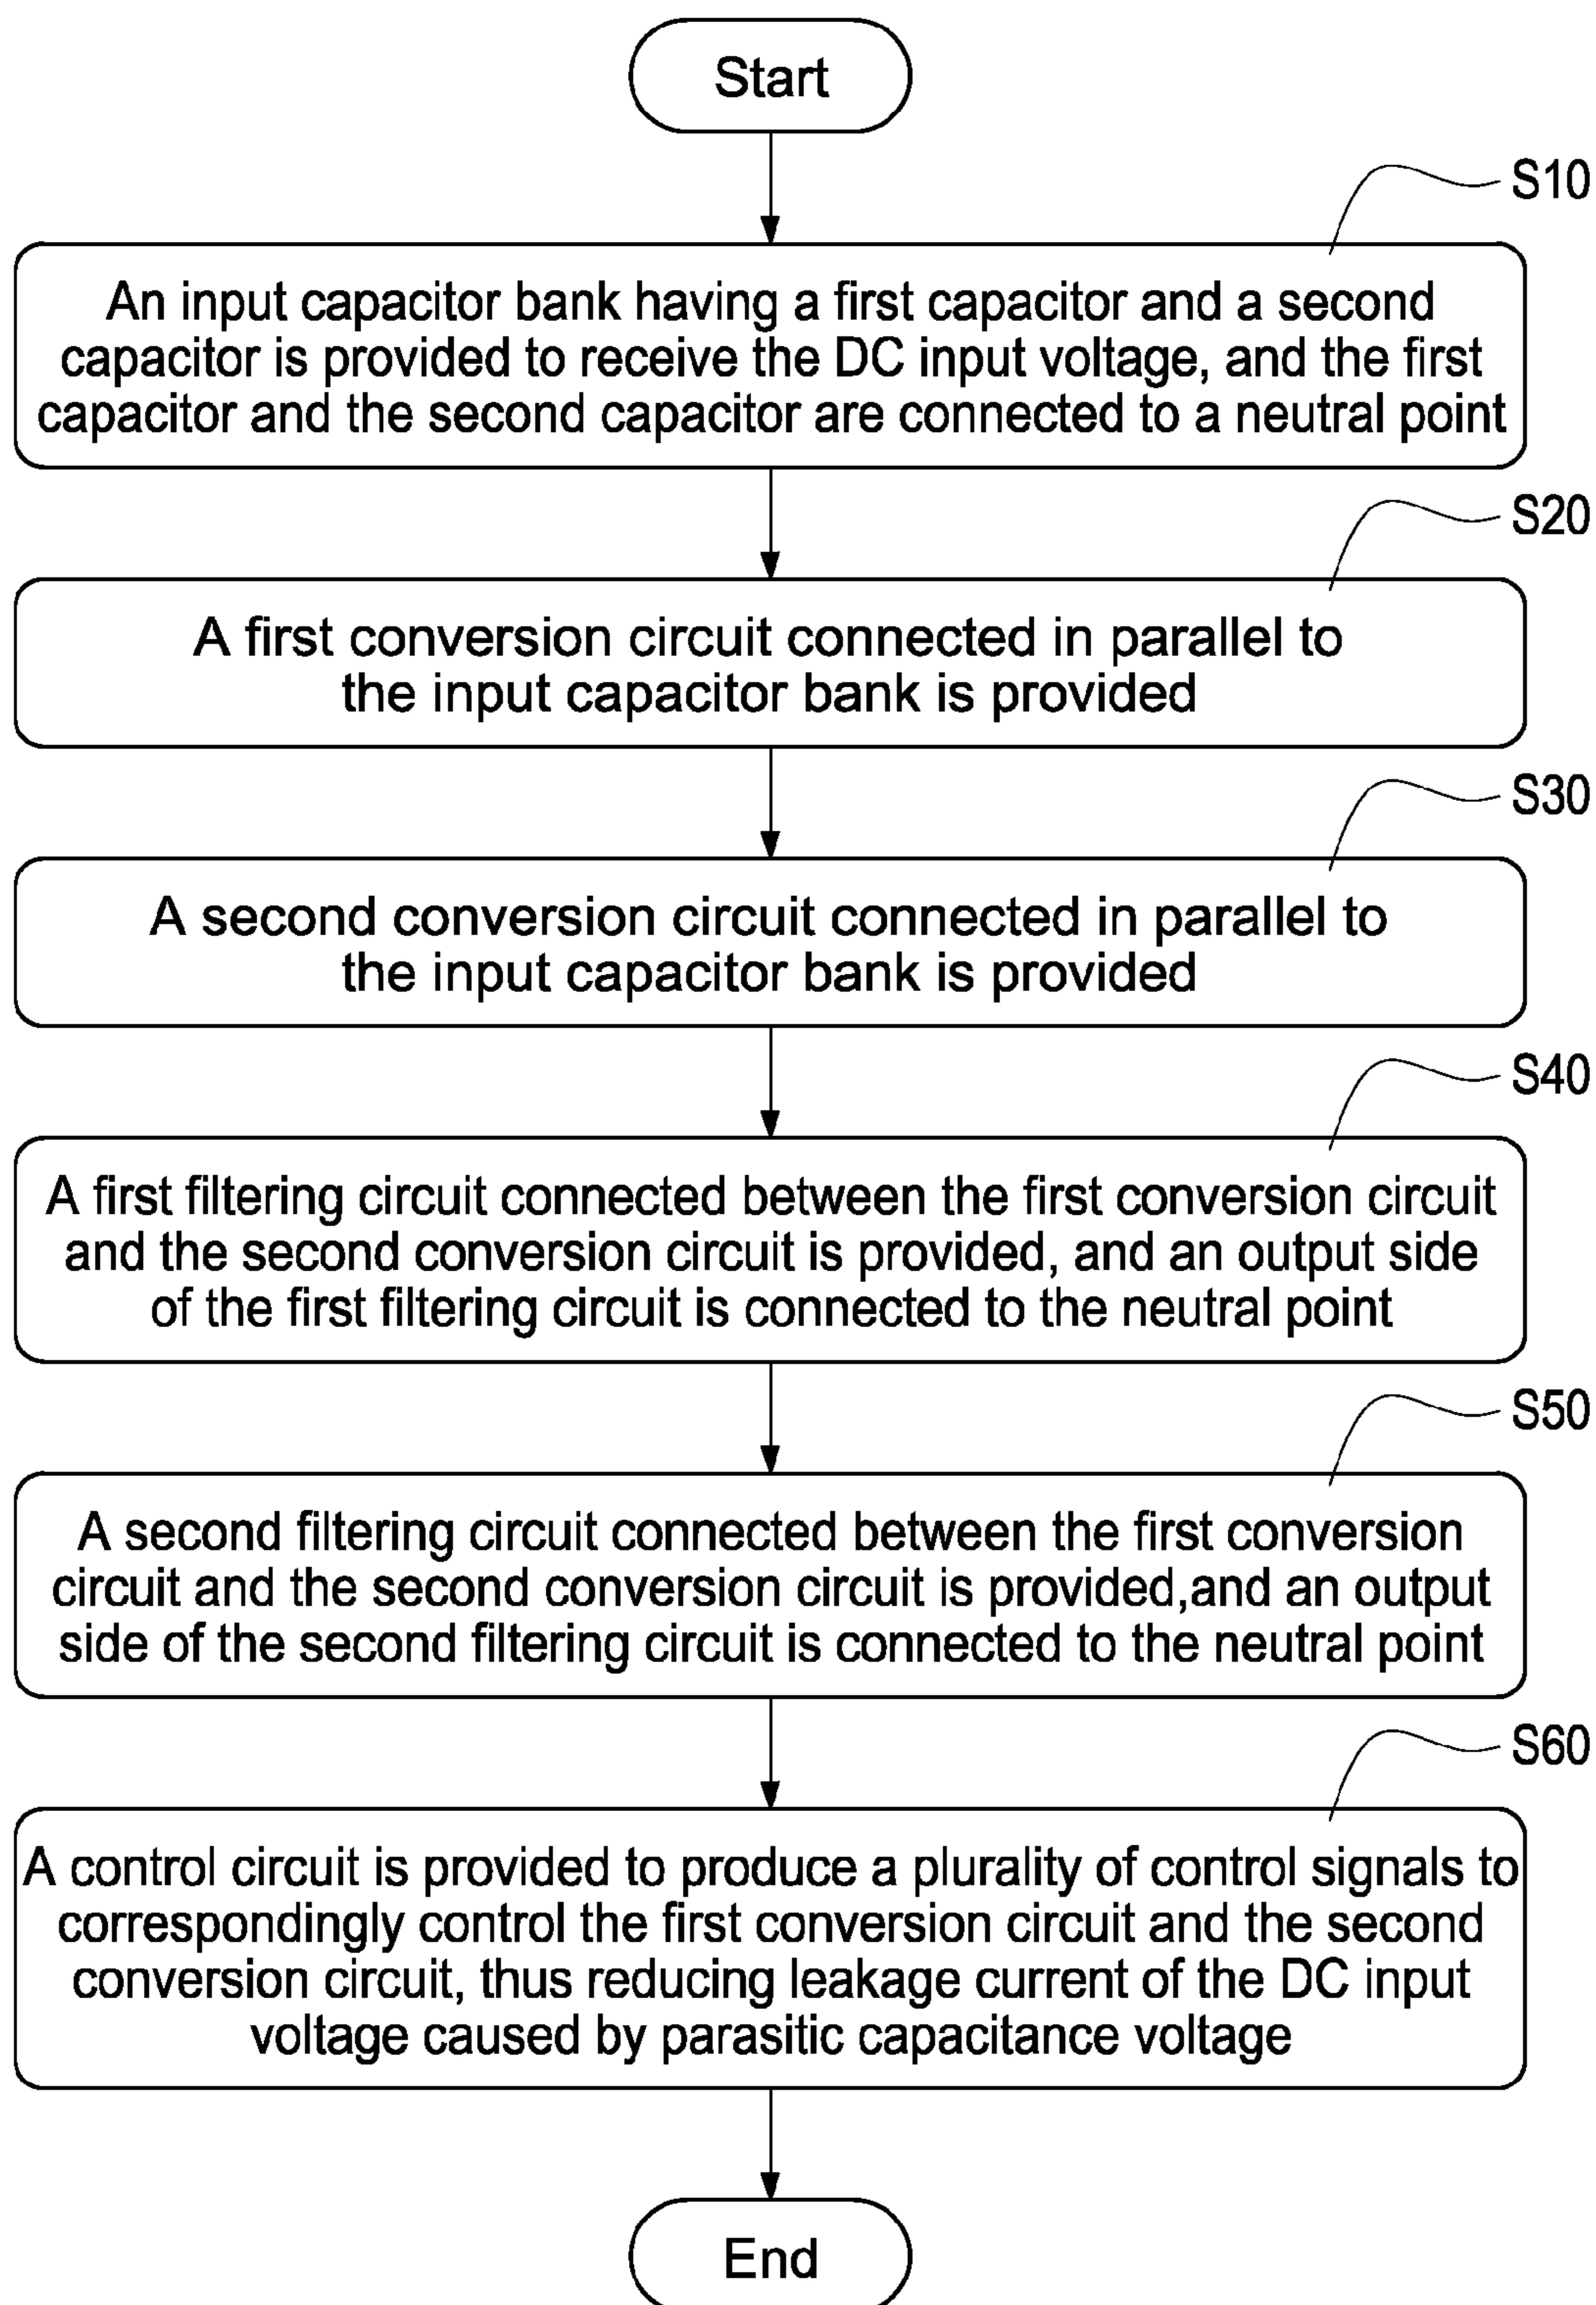 Start
S10
An input capacitor bank having a first capacitor and a second
capacitor is provided to receive the DC input voltage, and the first
capacitor and the second capacitor are connected to a neutral point
S20
A first conversion circuit connected in parallel to
the input capacitor bank is provided
S30
A second conversion circuit connected in parallel to
the input capacitor bank is provided
S40
A first filtering circuit connected between the first conversion circuit
and the second conversion circuit is provided, and an output side
of the first filtering circuit is connected to the neutral point
S50
A second filtering circuit connected between the first conversion
circuit and the second conversion circuit is provided,and an output
side of the second filtering circuit is connected to the neutral point
S60
A control circuit is provided to produce a plurality of control signals to
correspondingly control the first conversion circuit and the second
conversion circuit, thus reducing leakage current of the DC input
voltage caused by parasitic capacitance voltage
End